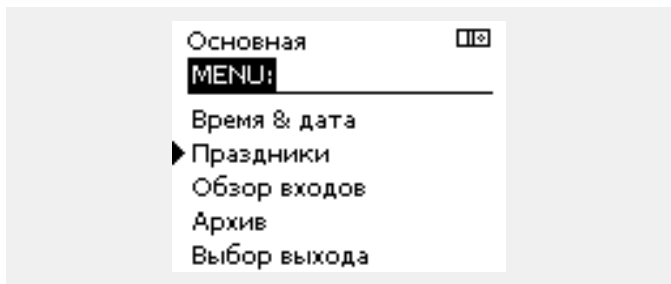 Основная
MENU:
Время & дата
Праздники
Обзор входов
Архив
Выбор выхода